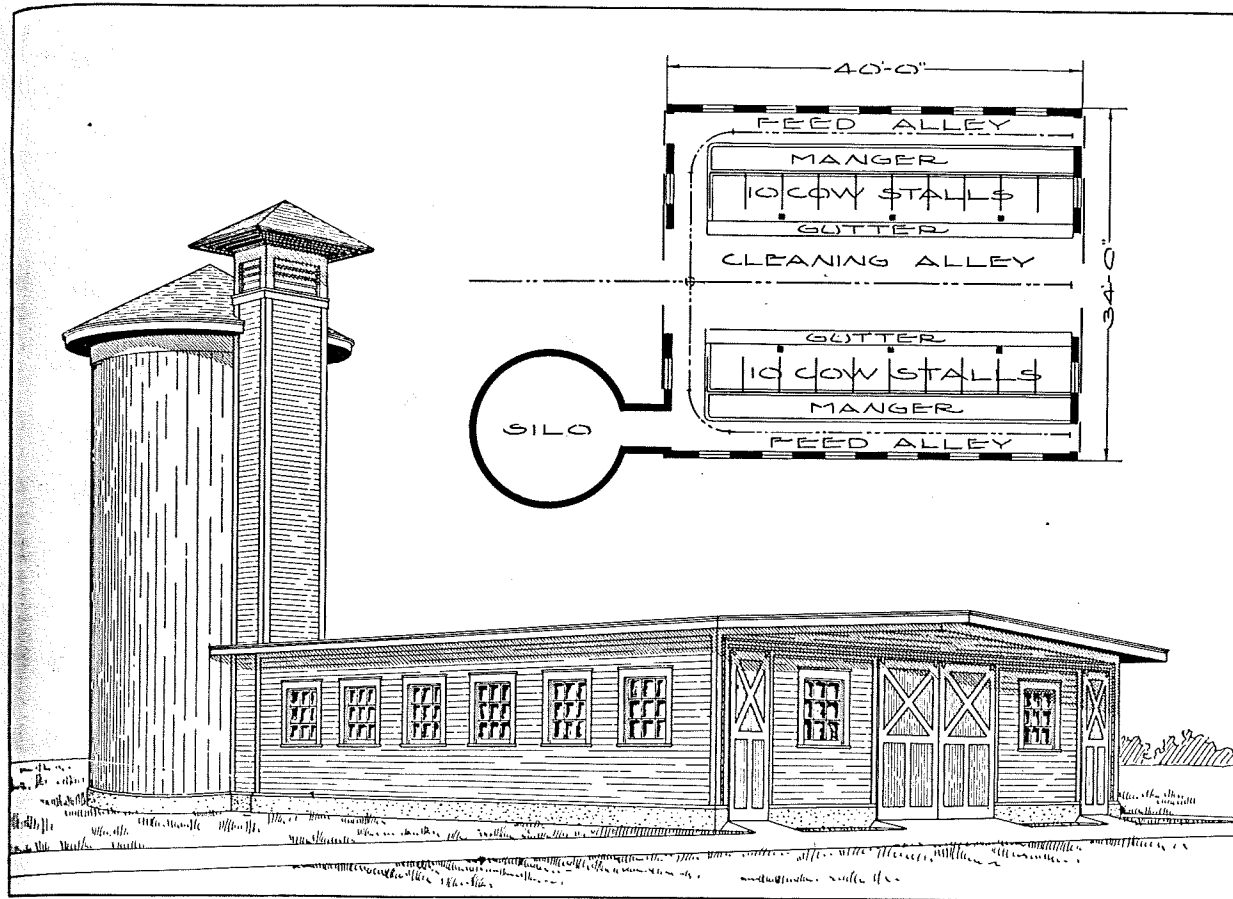 40'-0"
FEED ALLEY
MANGER
10 COW STALLS
GUTTER
CLEANING ALLEY
34'-0"
GUTTER
10 COW STALLS
MANGER
SILO
FEED ALLEY